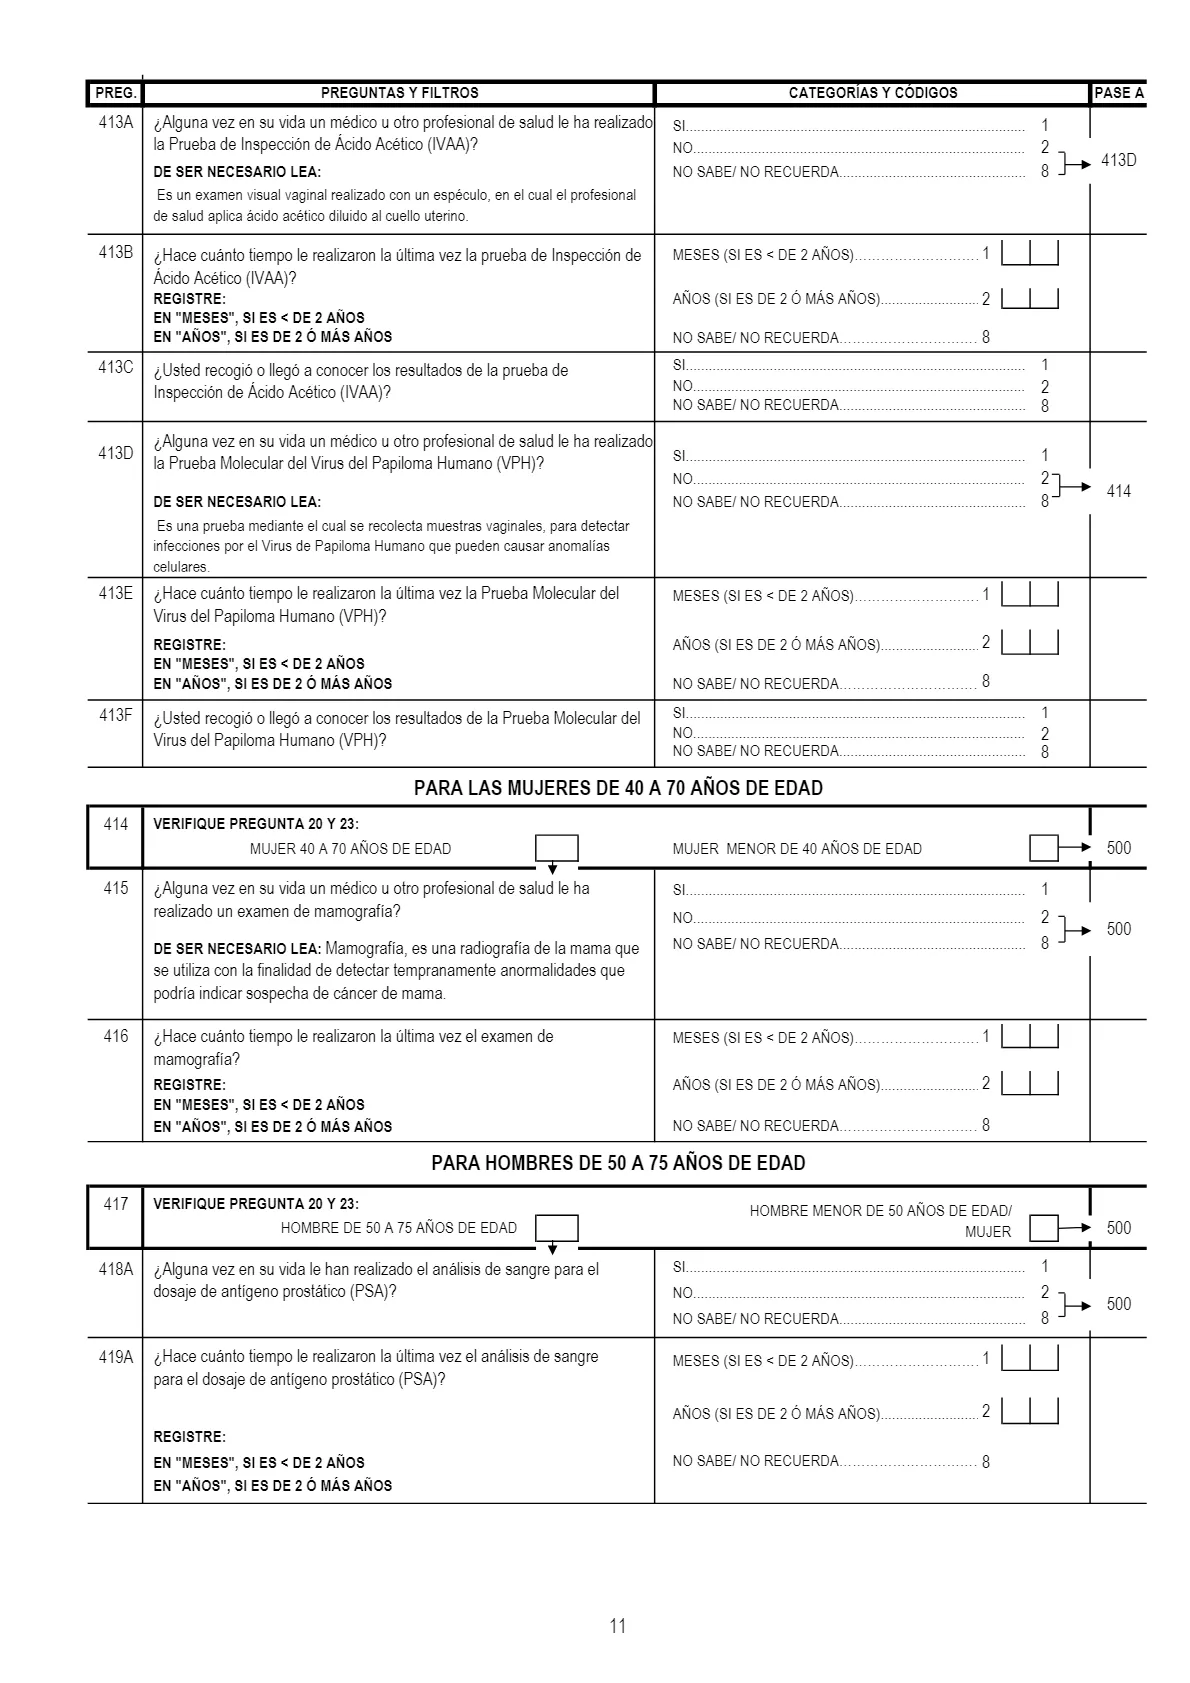 PREG. PREGUNTAS Y FILTROS CATEGORÍAS Y CÓDIGOS PASE A
413A ¿Alguna vez en su vida un médico u otro profesional de salud le ha realizado
la Prueba de Inspección de Ácido Acético (IVAA)?
DE SER NECESARIO LEA:
Es un examen visual vaginal realizado con un espéculo, en el cual el profesional
de salud aplica ácido acético diluido al cuello uterino.
SI........................................................................................ 1
NO...................................................................................... 2
NO SABE/ NO RECUERDA................................................. 8
413D
413B ¿Hace cuánto tiempo le realizaron la última vez la prueba de Inspección de
Ácido Acético (IVAA)?
REGISTRE:
EN "MESES", SI ES < DE 2 AÑOS
EN "AÑOS", SI ES DE 2 Ó MÁS AÑOS
MESES (SI ES < DE 2 AÑOS)............................ 1
AÑOS (SI ES DE 2 Ó MÁS AÑOS).......................... 2
NO SABE/ NO RECUERDA............................... 8
413C ¿Usted recogió o llegó a conocer los resultados de la prueba de
Inspección de Ácido Acético (IVAA)?
SI........................................................................................ 1
NO...................................................................................... 2
NO SABE/ NO RECUERDA................................................. 8
413D ¿Alguna vez en su vida un médico u otro profesional de salud le ha realizado
la Prueba Molecular del Virus del Papiloma Humano (VPH)?
DE SER NECESARIO LEA:
Es una prueba mediante el cual se recolecta muestras vaginales, para detectar
infecciones por el Virus de Papiloma Humano que pueden causar anomalías
celulares.
SI........................................................................................ 1
NO...................................................................................... 2
NO SABE/ NO RECUERDA................................................. 8
414
413E ¿Hace cuánto tiempo le realizaron la última vez la Prueba Molecular del
Virus del Papiloma Humano (VPH)?
REGISTRE:
EN "MESES", SI ES < DE 2 AÑOS
EN "AÑOS", SI ES DE 2 Ó MÁS AÑOS
MESES (SI ES < DE 2 AÑOS)............................ 1
AÑOS (SI ES DE 2 Ó MÁS AÑOS).......................... 2
NO SABE/ NO RECUERDA............................... 8
413F ¿Usted recogió o llegó a conocer los resultados de la Prueba Molecular del
Virus del Papiloma Humano (VPH)?
SI........................................................................................ 1
NO...................................................................................... 2
NO SABE/ NO RECUERDA................................................. 8
PARA LAS MUJERES DE 40 A 70 AÑOS DE EDAD
414 VERIFIQUE PREGUNTA 20 Y 23:
MUJER 40 A 70 AÑOS DE EDAD MUJER MENOR DE 40 AÑOS DE EDAD 500
415 ¿Alguna vez en su vida un médico u otro profesional de salud le ha
realizado un examen de mamografía?
DE SER NECESARIO LEA: Mamografía, es una radiografía de la mama que
se utiliza con la finalidad de detectar tempranamente anormalidades que
podría indicar sospecha de cáncer de mama.
SI........................................................................................ 1
NO...................................................................................... 2
NO SABE/ NO RECUERDA................................................. 8
500
416 ¿Hace cuánto tiempo le realizaron la última vez el examen de
mamografía?
REGISTRE:
EN "MESES", SI ES < DE 2 AÑOS
EN "AÑOS", SI ES DE 2 Ó MÁS AÑOS
MESES (SI ES < DE 2 AÑOS)............................ 1
AÑOS (SI ES DE 2 Ó MÁS AÑOS).......................... 2
NO SABE/ NO RECUERDA............................... 8
PARA HOMBRES DE 50 A 75 AÑOS DE EDAD
417 VERIFIQUE PREGUNTA 20 Y 23:
HOMBRE DE 50 A 75 AÑOS DE EDAD
HOMBRE MENOR DE 50 AÑOS DE EDAD/
MUJER
500
418A ¿Alguna vez en su vida le han realizado el análisis de sangre para el
dosaje de antígeno prostático (PSA)?
SI........................................................................................ 1
NO...................................................................................... 2
NO SABE/ NO RECUERDA................................................. 8
500
419A ¿Hace cuánto tiempo le realizaron la última vez el análisis de sangre
para el dosaje de antígeno prostático (PSA)?
REGISTRE:
EN "MESES", SI ES < DE 2 AÑOS
EN "AÑOS", SI ES DE 2 Ó MÁS AÑOS
MESES (SI ES < DE 2 AÑOS)............................ 1
AÑOS (SI ES DE 2 Ó MÁS AÑOS).......................... 2
NO SABE/ NO RECUERDA............................... 8
11